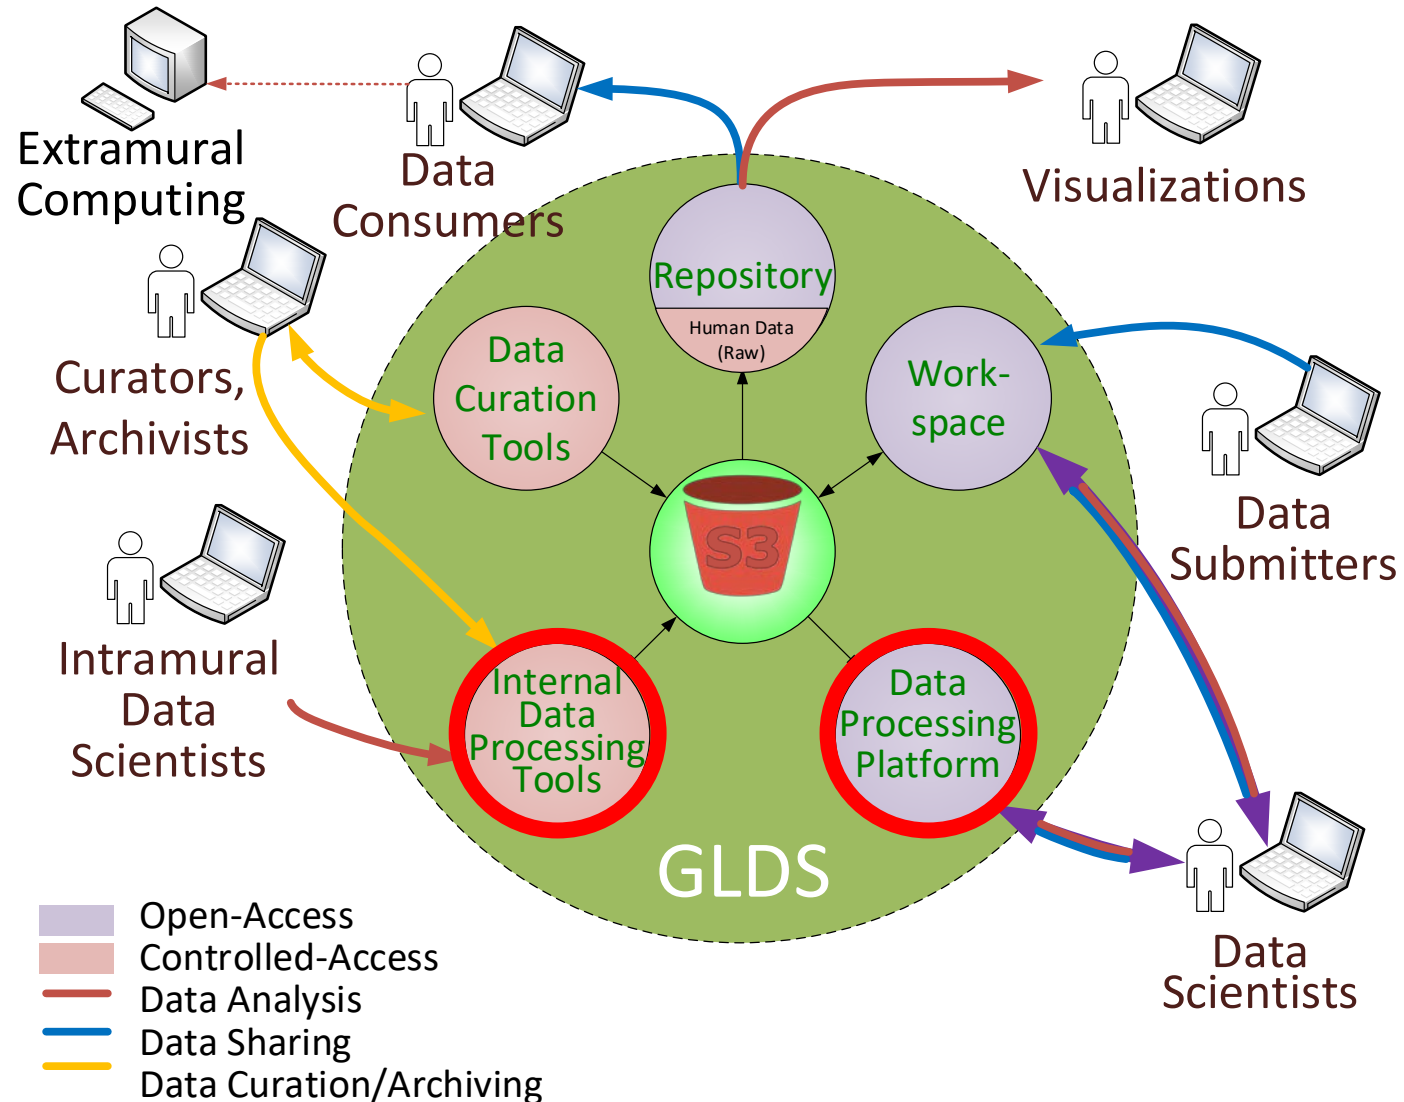 Extramural
Computing
Data
Consumers
Visualizations
Repository
Human Data
(Raw)
Data
Curation
Tools
Work-
space
Curators,
Archivists
S3
Data
Submitters
Intramural
Data
Scientists
Internal
Data
Processing
Tools
Data
Processing
Platform
GLDS
Data
Scientists
Open-Access
Controlled-Access
Data Analysis
Data Sharing
Data Curation/Archiving